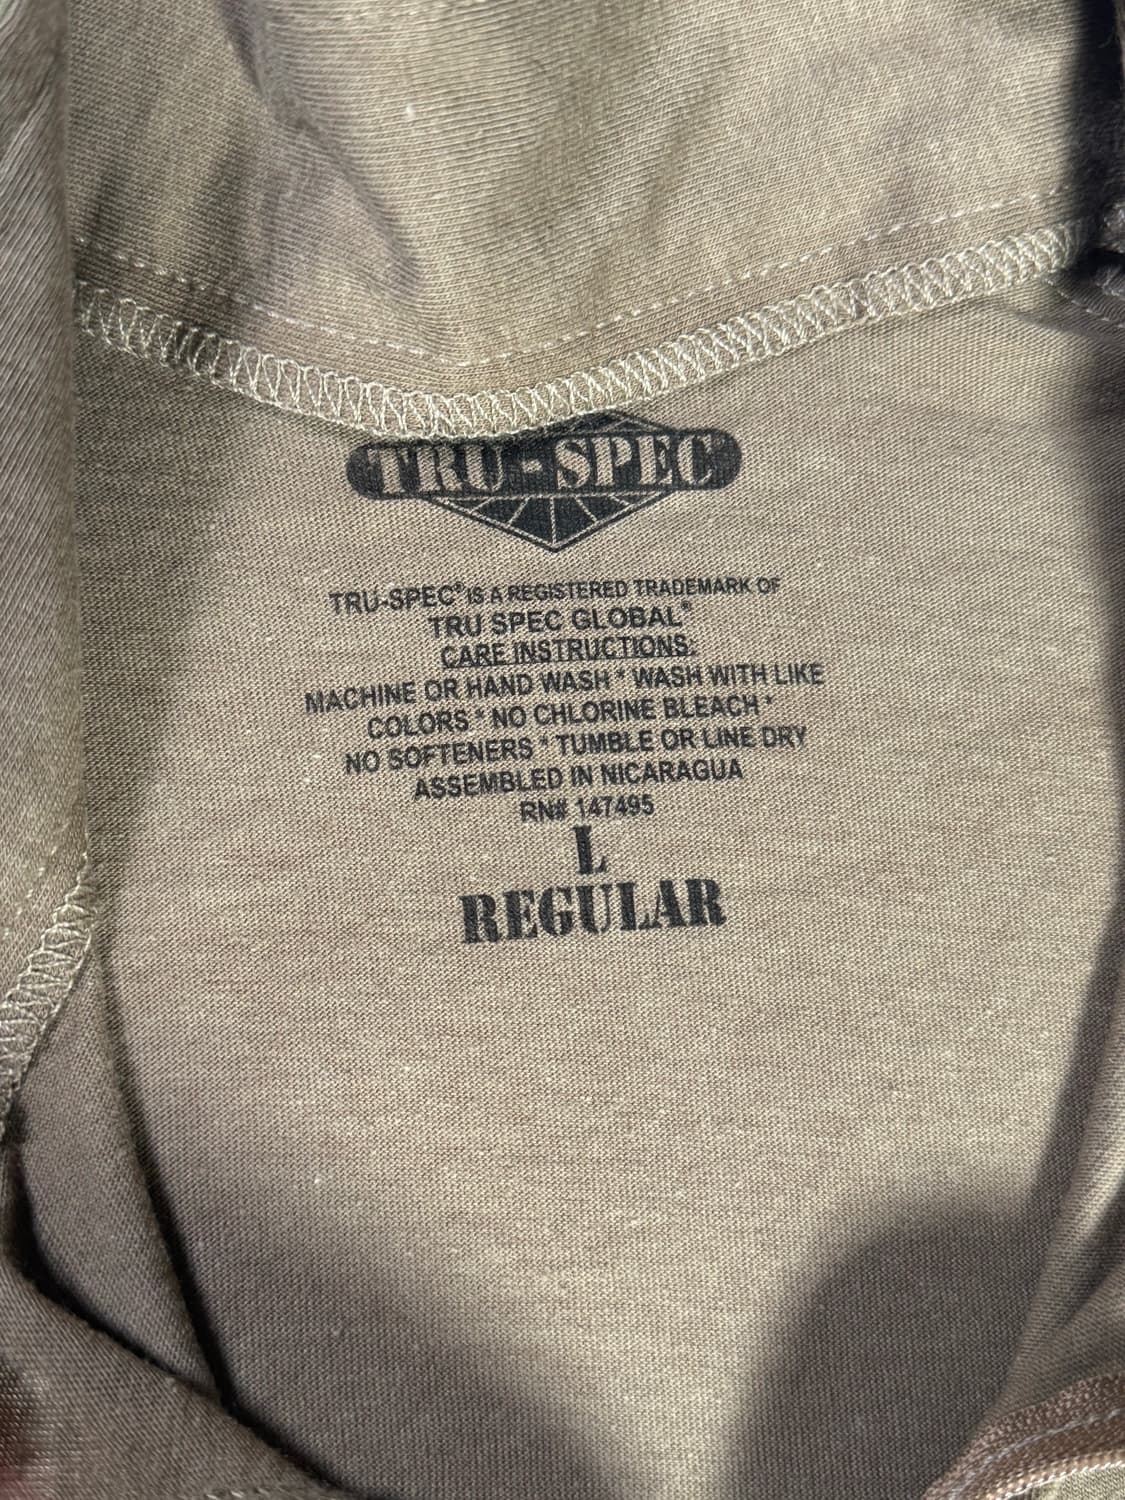 TRU-SPEC
TRU-SPEC® IS A REGISTERED TRADEMARK OF
TRU SPEC GLOBAL®
CARE INSTRUCTIONS:
MACHINE OR HAND WASH * WASH WITH LIKE
COLORS * NO CHLORINE BLEACH *
NO SOFTENERS * TUMBLE OR LINE DRY
ASSEMBLED IN NICARAGUA
RN# 147495
L
REGULAR